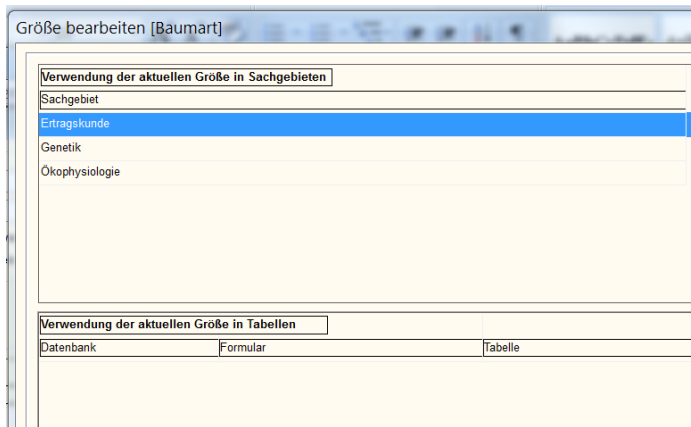 Größe bearbeiten [Baumart]
Verwendung der aktuellen Größe in Sachgebieten
Sachgebiet
Ertragskunde
Genetik
Ökophysiologie
Verwendung der aktuellen Größe in Tabellen
Datenbank Formular Tabelle